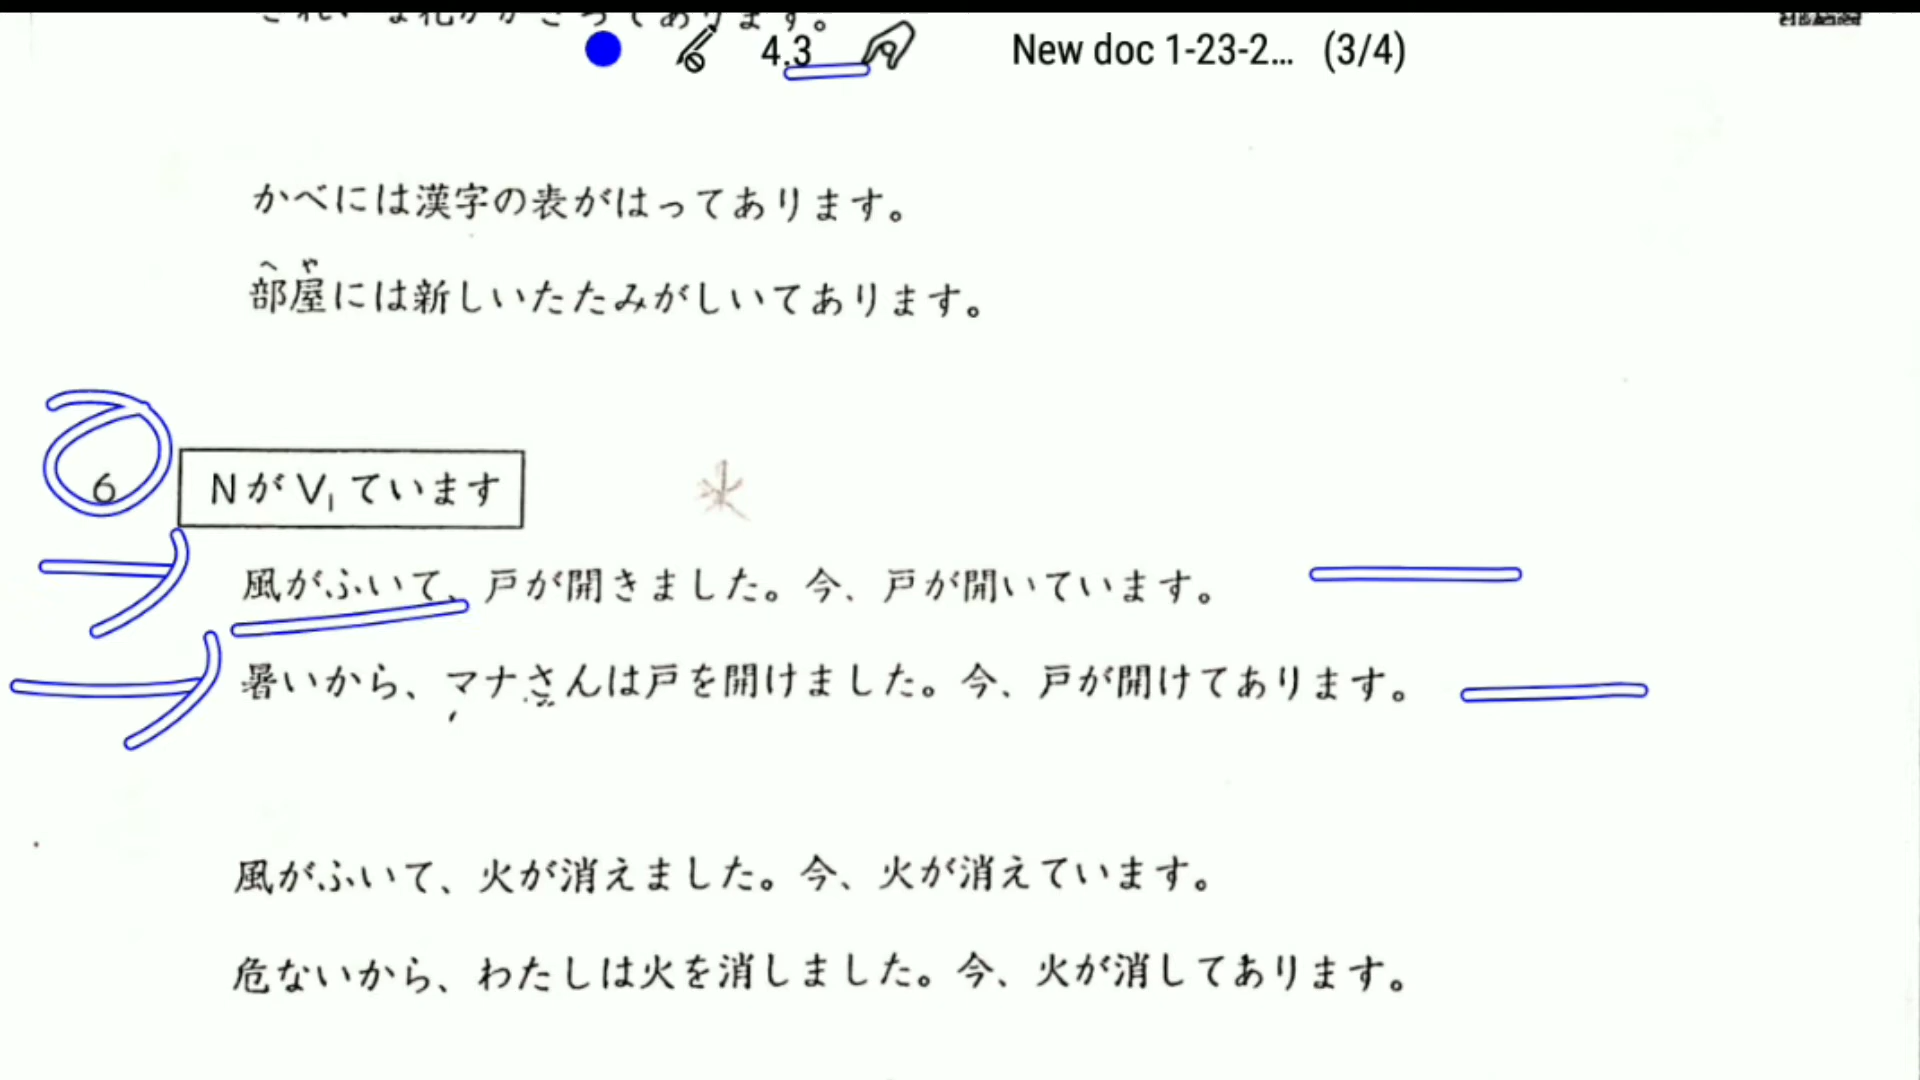 4.3 New doc 1-23-2... (3/4)
かべには漢字の表がはってあります。
部屋には新しいたたみがしいてあります。
へや
6 NがV₁ています
風がふいて、戸が開きました。今、戸が開いています。
暑いから、マナさんは戸を開けました。今、戸が開けてあります。
風がふいて、火が消えました。今、火が消えています。
危ないから、わたしは火を消しました。今、火が消してあります。